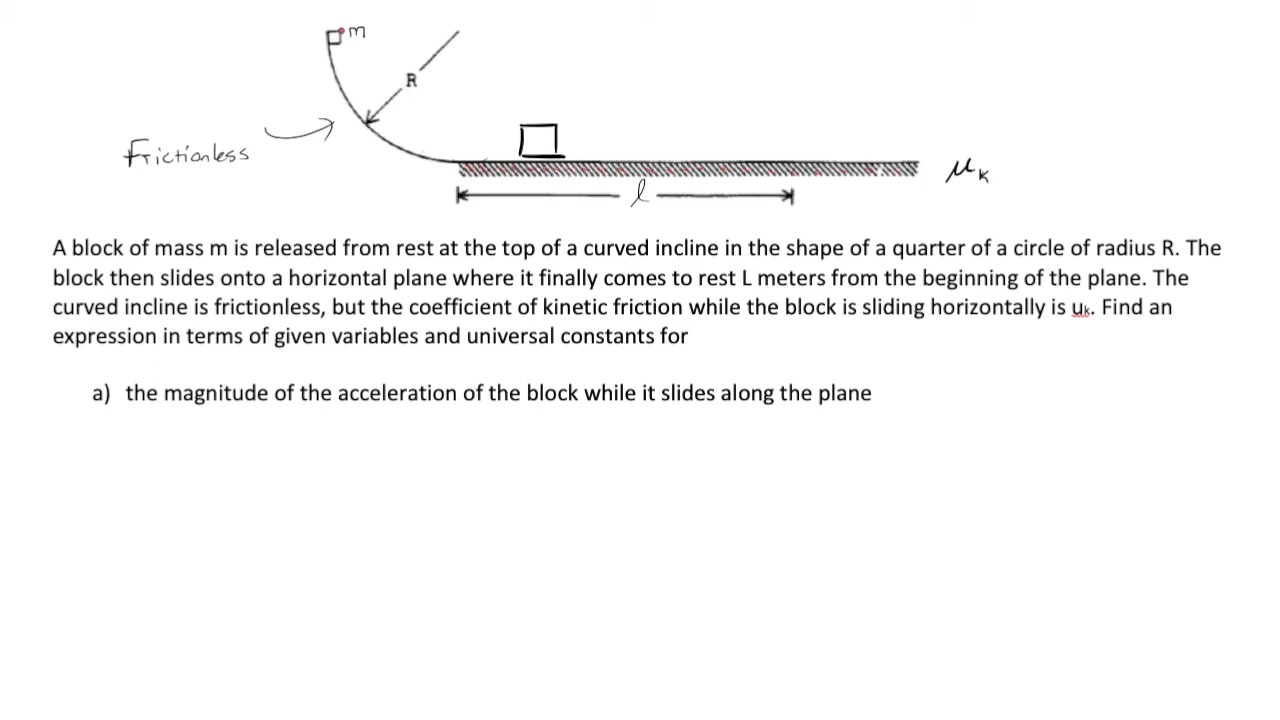 m
R
Frictionless
μk
l
A block of mass m is released from rest at the top of a curved incline in the shape of a quarter of a circle of radius R. The
block then slides onto a horizontal plane where it finally comes to rest L meters from the beginning of the plane. The
curved incline is frictionless, but the coefficient of kinetic friction while the block is sliding horizontally is uk. Find an
expression in terms of given variables and universal constants for
a) the magnitude of the acceleration of the block while it slides along the plane